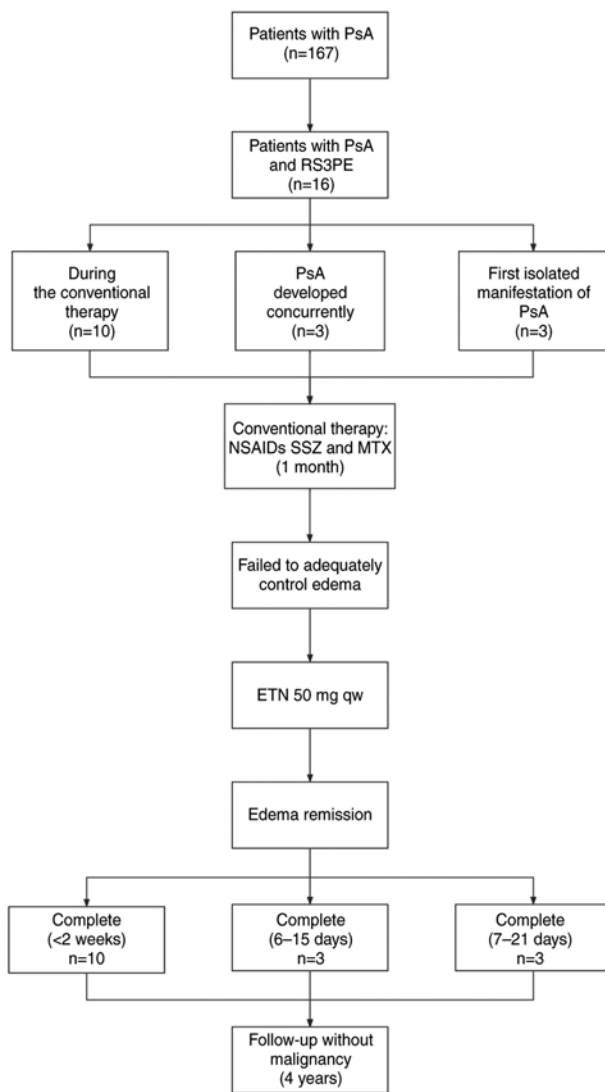 Patients with PsA
(n=167)
Patients with PsA
and RS3PE
(n=16)
During
the conventional
therapy
(n=10)
PsA
developed
concurrently
(n=3)
First isolated
manifestation of
PsA
(n=3)
Conventional therapy:
NSAIDs SSZ and MTX
(1 month)
Failed to adequately
control edema
ETN 50 mg qw
Edema remission
Complete
(<2 weeks)
n=10
Complete
(6–15 days)
n=3
Complete
(7–21 days)
n=3
Follow-up without
malignancy
(4 years)